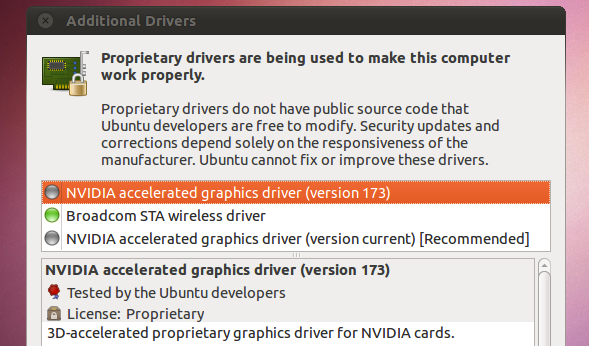 Additional Drivers
Proprietary drivers are being used to make this computer
work properly.
Proprietary drivers do not have public source code that
Ubuntu developers are free to modify. Security updates and
corrections depend solely on the responsiveness of the
manufacturer. Ubuntu cannot fix or improve these drivers.
NVIDIA accelerated graphics driver (version 173)
Broadcom STA wireless driver
NVIDIA accelerated graphics driver (version current) [Recommended]
NVIDIA accelerated graphics driver (version 173)
Tested by the Ubuntu developers
License: Proprietary
3D-accelerated proprietary graphics driver for NVIDIA cards.